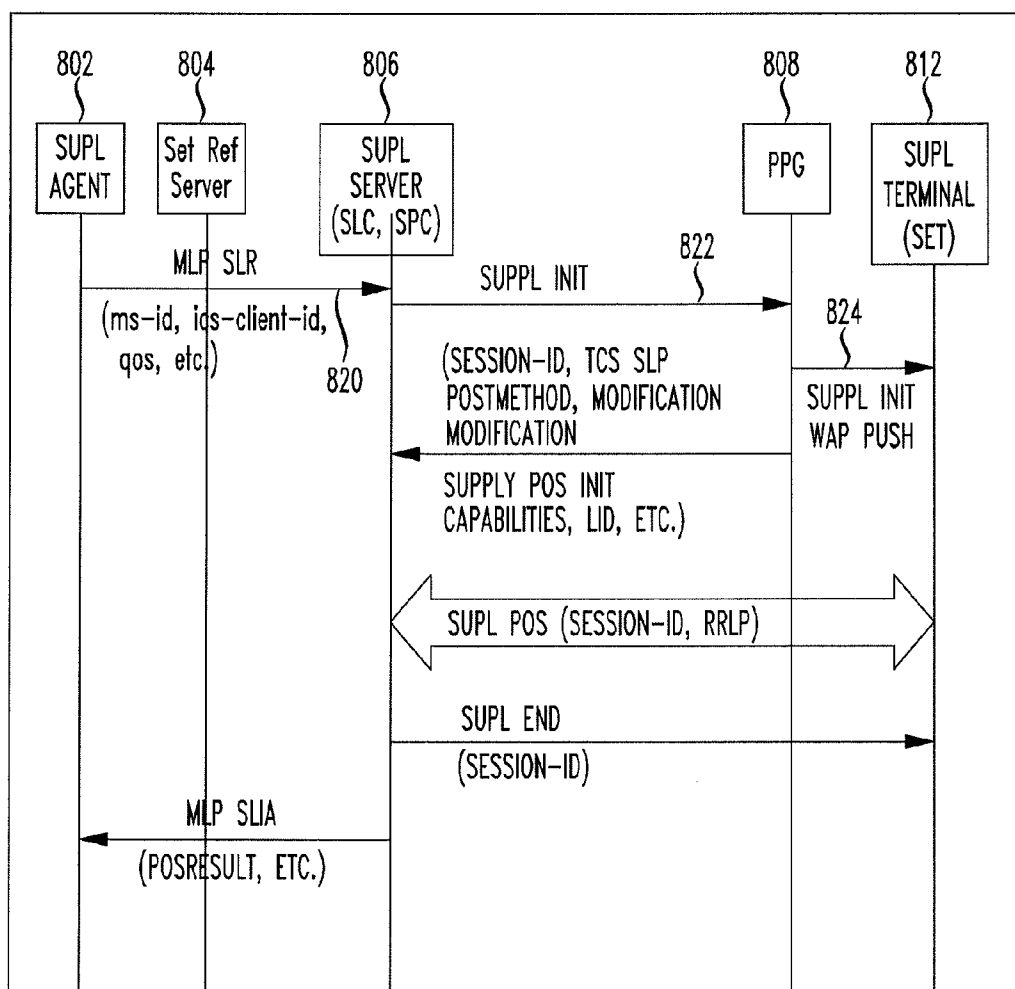 802
804
806
808
812
SUPL
AGENT
Set Ref
Server
SUPL
SERVER
(SLC, SPC)
PPG
SUPL
TERMINAL
(SET)
MLP SLR
(ms-id, ics-client-id,
qos, etc.)
820
SUPPL INIT
822
824
SUPPL INIT
WAP PUSH
(SESSION-ID, TCS SLP
POSTMETHOD, MODIFICATION
MODIFICATION
SUPPLY POS INIT
CAPABILITIES, LID, ETC.)
SUPL POS (SESSION-ID, RRLP)
SUPL END
(SESSION-ID)
MLP SLIA
(POSRESULT, ETC.)